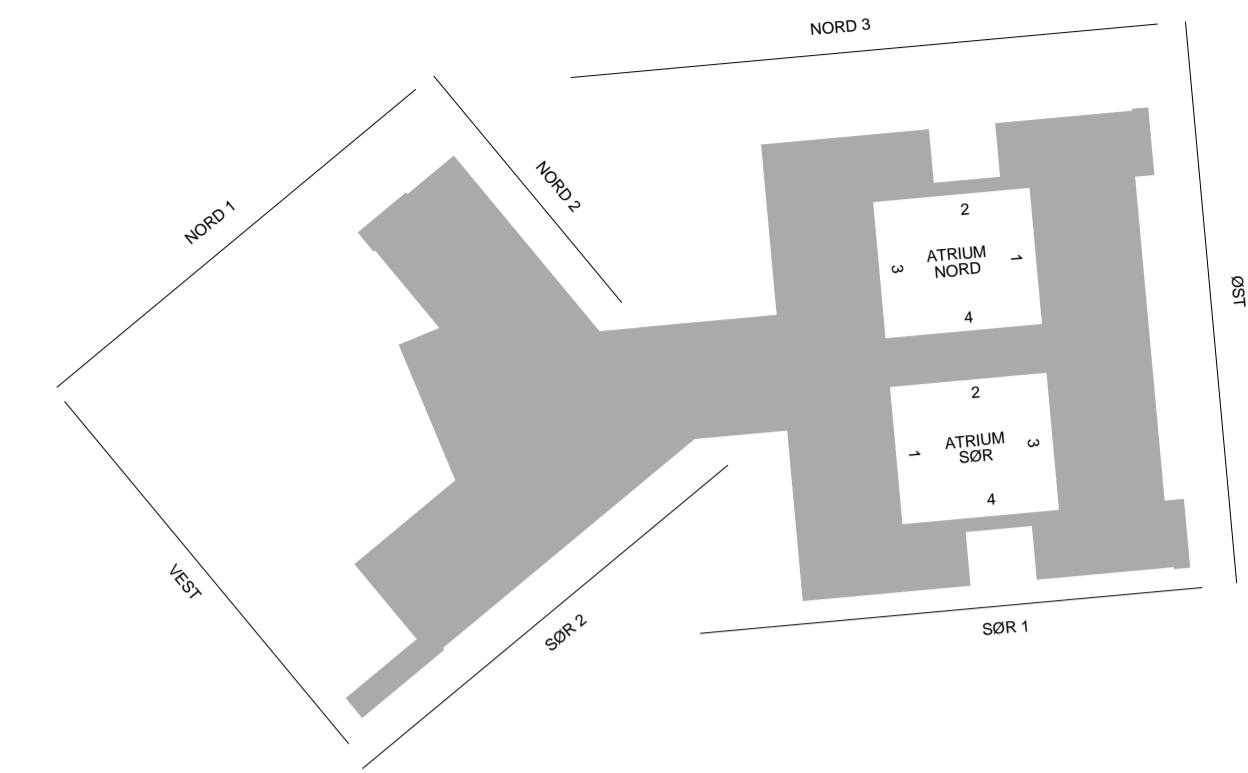 NORD 3
NORD 1
NORD 2
2
ATRIUM
NORD
1
3
4
ØST
2
ATRIUM
SØR
1
3
4
VEST
SØR 2
SØR 1